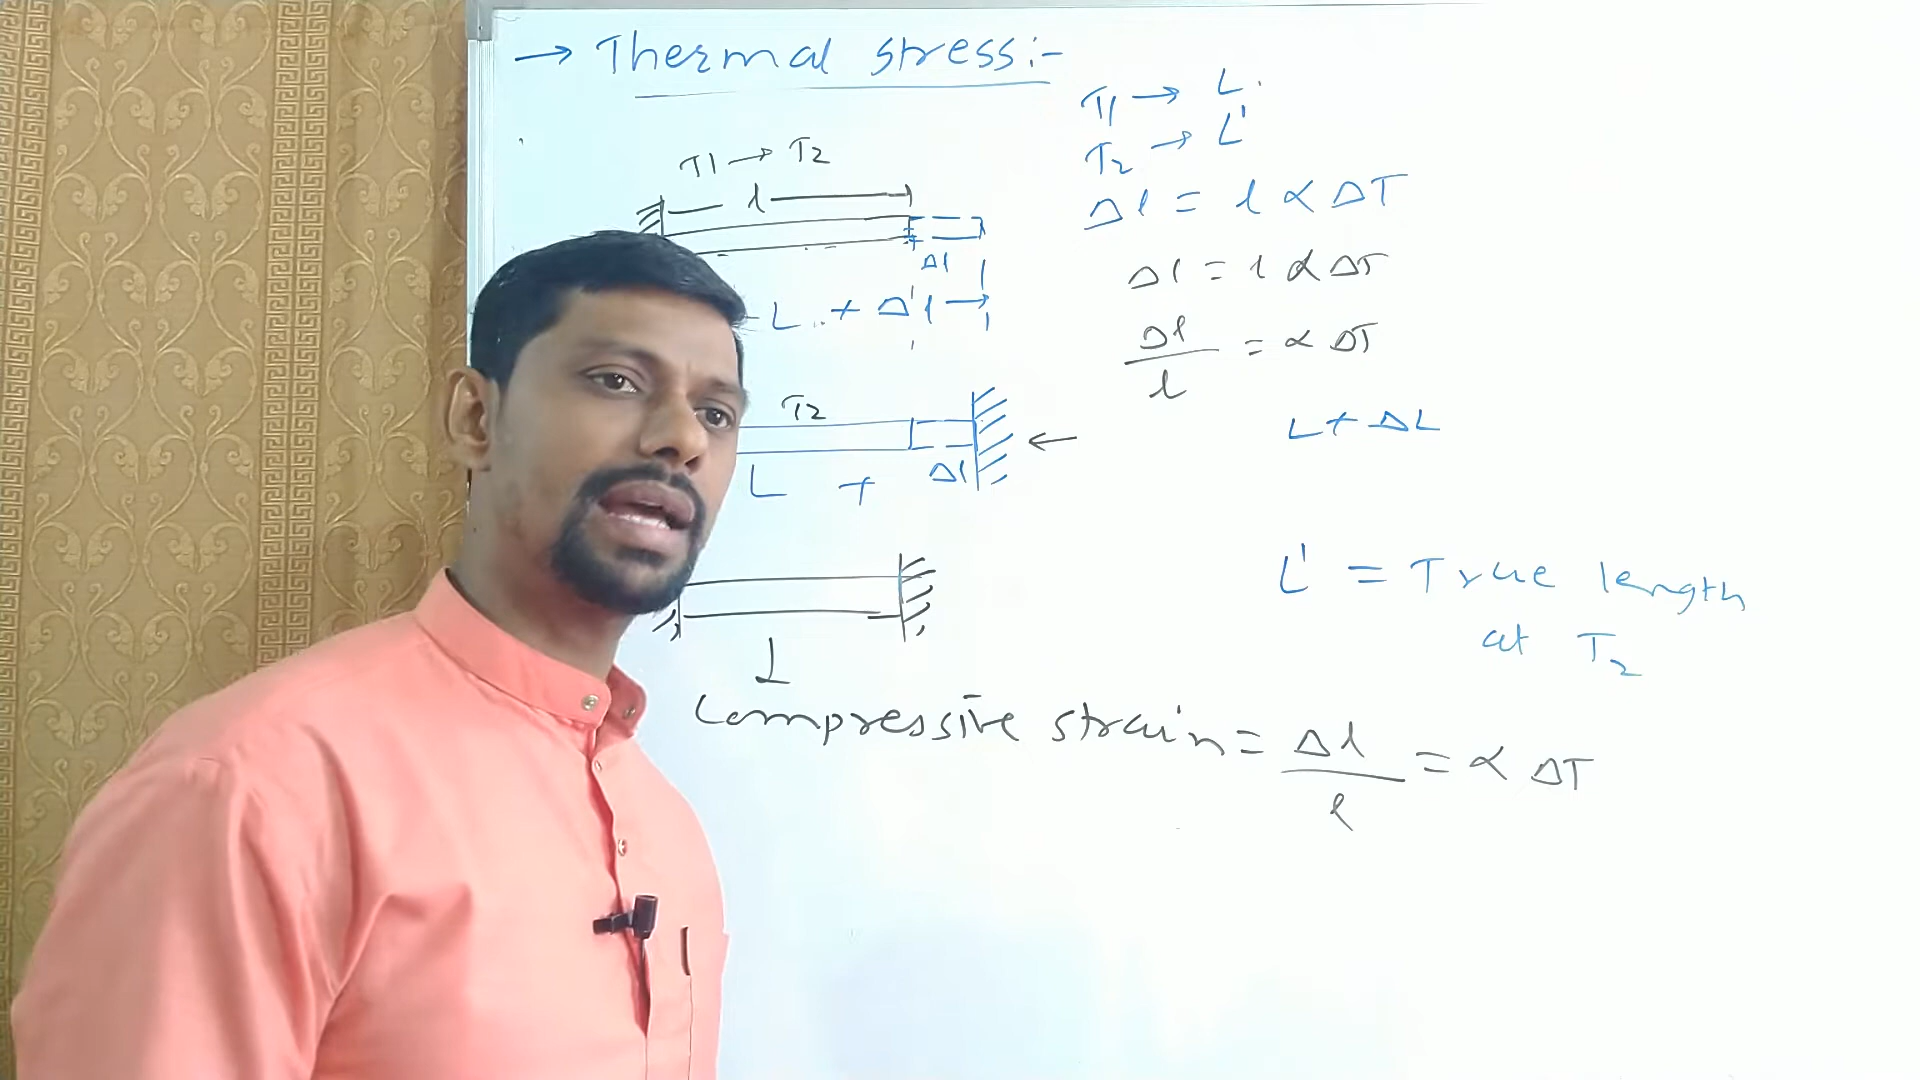 → Thermal stress:-
T1 → T2
l
Δl
L + Δl →
T1 → L
T2 → L'
Δl = l ∝ ΔT
Δl = l ∝ ΔT
Δl/l = ∝ ΔT
L + ΔL
T2
L + Δl
L
L' = True length
at T2
Compressive strain = Δl/l = ∝ ΔT